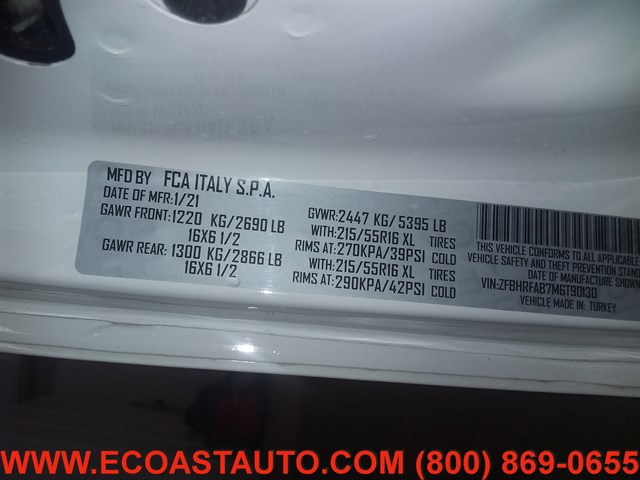 MFD BY FCA ITALY S.P.A.
DATE OF MFR:1/21
GAWR FRONT:1220 KG/2690 LB
16X6 1/2
GAWR REAR: 1300 KG/2866 LB
16X6 1/2
GVWR:2447 KG/ 5395 LB
WITH:215/55R16 XL TIRES
RIMS AT:270KPA/39PSI COLD
WITH:215/55R16 XL TIRES
RIMS AT:290KPA/42PSI COLD
THIS VEHICLE CONFORMS TO ALL APPLICABLE
VEHICLE SAFETY AND THEFT PREVENTION STAN
DATE OF MANUFACTURE SHOWN
VIN:ZFBHRFAB7M6T90130
VEHICLE MADE IN: TURKEY
WWW.ECOASTAUTO.COM (800) 869-0655